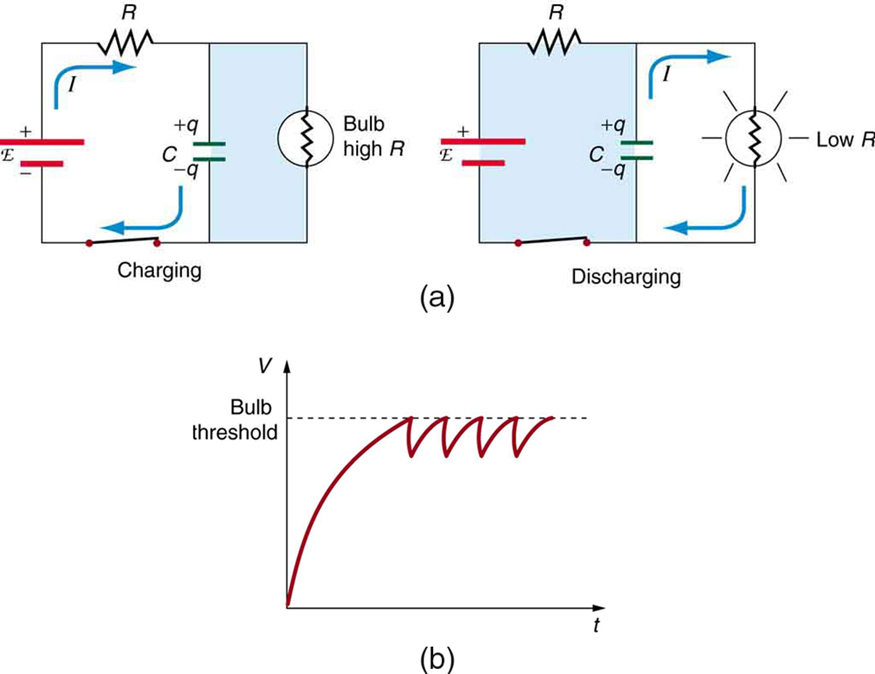 R
I
+
ℰ
−
+q
C
−q
Bulb
high R
Charging
R
I
+
ℰ
−
+q
C
−q
Low R
Discharging
(a)
V
Bulb
threshold
t
(b)